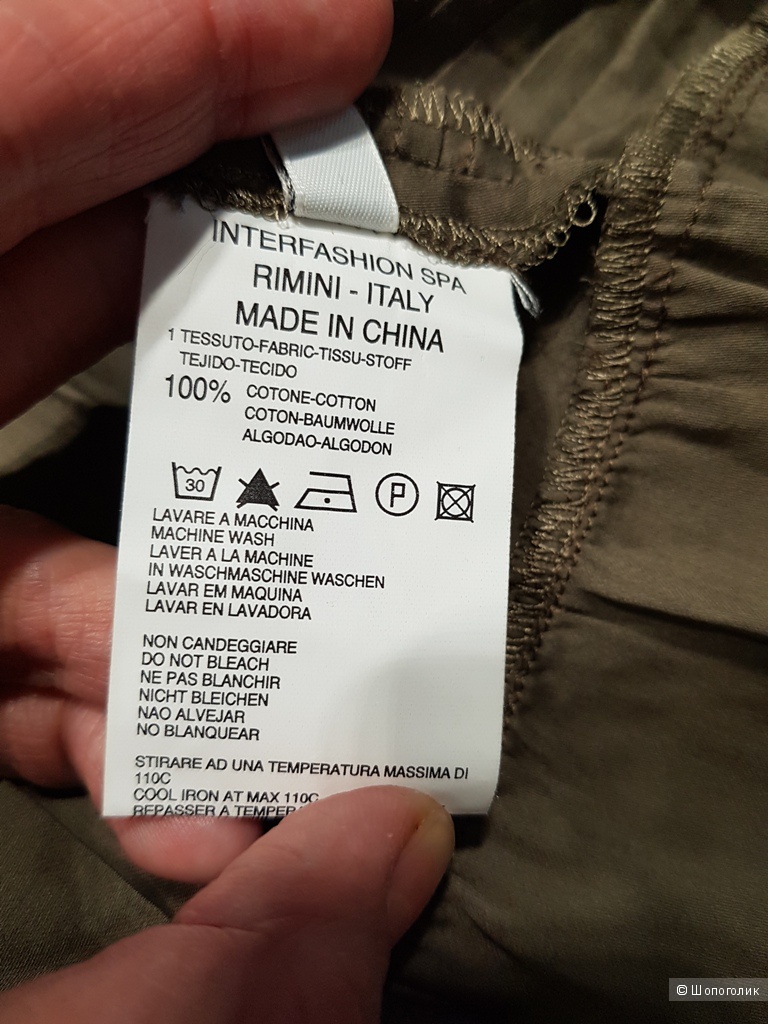 INTERFASHION SPA
RIMINI - ITALY
MADE IN CHINA
1 TESSUTO-FABRIC-TISSU-STOFF
TEJIDO-TECIDO
100% COTONE-COTTON
COTON-BAUMWOLLE
ALGODAO-ALGODON
30 P
LAVARE A MACCHINA
MACHINE WASH
LAVER A LA MACHINE
IN WASCHMASCHINE WASCHEN
LAVAR EM MAQUINA
LAVAR EN LAVADORA
NON CANDEGGIARE
DO NOT BLEACH
NE PAS BLANCHIR
NICHT BLEICHEN
NAO ALVEJAR
NO BLANQUEAR
STIRARE AD UNA TEMPERATURA MASSIMA DI
110C
COOL IRON AT MAX 110C
REPASSER A
© Шопоголик